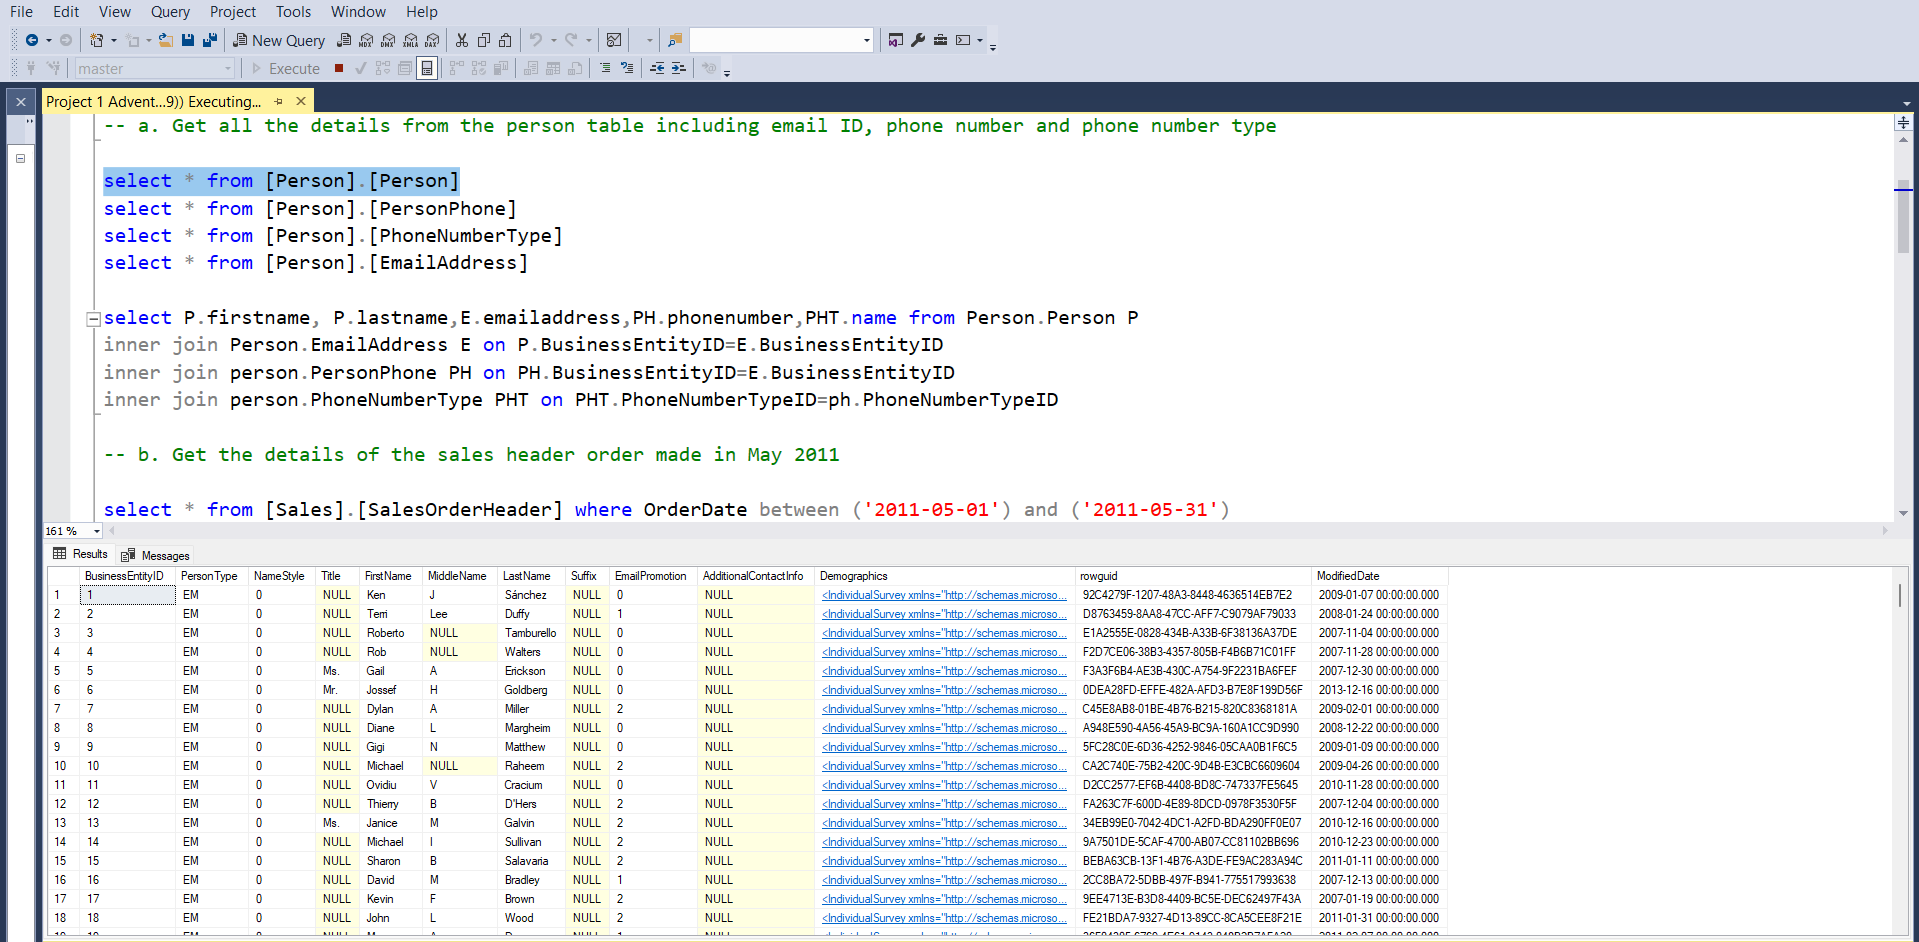 File Edit View Query Project Tools Window Help
New Query MDX DMX XMLA DAX
master Execute
Project 1 Advent...9)) Executing...
-- a. Get all the details from the person table including email ID, phone number and phone number type
select * from [Person].[Person]
select * from [Person].[PersonPhone]
select * from [Person].[PhoneNumberType]
select * from [Person].[EmailAddress]
select P.firstname, P.lastname,E.emailaddress,PH.phonenumber,PHT.name from Person.Person P
inner join Person.EmailAddress E on P.BusinessEntityID=E.BusinessEntityID
inner join person.PersonPhone PH on PH.BusinessEntityID=E.BusinessEntityID
inner join person.PhoneNumberType PHT on PHT.PhoneNumberTypeID=ph.PhoneNumberTypeID
-- b. Get the details of the sales header order made in May 2011
select * from [Sales].[SalesOrderHeader] where OrderDate between ('2011-05-01') and ('2011-05-31')
161 %
Results Messages
BusinessEntityID PersonType NameStyle Title FirstName MiddleName LastName Suffix EmailPromotion AdditionalContactInfo Demographics rowguid ModifiedDate
1 1 EM 0 NULL Ken J Sánchez NULL 0 NULL <IndividualSurvey xmlns="http://schemas.microso... 92C4279F-1207-48A3-8448-4636514EB7E2 2009-01-07 00:00:00.000
2 2 EM 0 NULL Terri Lee Duffy NULL 1 NULL <IndividualSurvey xmlns="http://schemas.microso... D8763459-8AA8-47CC-AFF7-C9079AF79033 2008-01-24 00:00:00.000
3 3 EM 0 NULL Roberto NULL Tamburello NULL 0 NULL <IndividualSurvey xmlns="http://schemas.microso... E1A2555E-0828-434B-A33B-6F38136A37DE 2007-11-04 00:00:00.000
4 4 EM 0 NULL Rob NULL Walters NULL 0 NULL <IndividualSurvey xmlns="http://schemas.microso... F2D7CE06-38B3-4357-805B-F4B6B71C01FF 2007-11-28 00:00:00.000
5 5 EM 0 Ms. Gail A Erickson NULL 0 NULL <IndividualSurvey xmlns="http://schemas.microso... F3A3F6B4-AE3B-430C-A754-9F2231BA6FEF 2007-12-30 00:00:00.000
6 6 EM 0 Mr. Jossef H Goldberg NULL 0 NULL <IndividualSurvey xmlns="http://schemas.microso... 0DEA28FD-EFFE-482A-AFD3-B7E8F199D56F 2013-12-16 00:00:00.000
7 7 EM 0 NULL Dylan A Miller NULL 2 NULL <IndividualSurvey xmlns="http://schemas.microso... C45E8AB8-01BE-4B76-B215-820C8368181A 2009-02-01 00:00:00.000
8 8 EM 0 NULL Diane L Margheim NULL 0 NULL <IndividualSurvey xmlns="http://schemas.microso... A948E590-4A56-45A9-BC9A-160A1CC9D990 2008-12-22 00:00:00.000
9 9 EM 0 NULL Gigi N Matthew NULL 0 NULL <IndividualSurvey xmlns="http://schemas.microso... 5FC28C0E-6D36-4252-9846-05CAA0B1F6C5 2009-01-09 00:00:00.000
10 10 EM 0 NULL Michael NULL Raheem NULL 2 NULL <IndividualSurvey xmlns="http://schemas.microso... CA2C740E-75B2-420C-9D4B-E3CBC6609604 2009-04-26 00:00:00.000
11 11 EM 0 NULL Ovidiu V Cracium NULL 0 NULL <IndividualSurvey xmlns="http://schemas.microso... D2CC2577-EF6B-4408-BD8C-747337FE5645 2010-11-28 00:00:00.000
12 12 EM 0 NULL Thierry B D'Hers NULL 2 NULL <IndividualSurvey xmlns="http://schemas.microso... FA263C7F-600D-4E89-8DCD-0978F3530F5F 2007-12-04 00:00:00.000
13 13 EM 0 Ms. Janice M Galvin NULL 2 NULL <IndividualSurvey xmlns="http://schemas.microso... 34EB99E0-7042-4DC1-A2FD-BDA290FF0E07 2010-12-16 00:00:00.000
14 14 EM 0 NULL Michael I Sullivan NULL 2 NULL <IndividualSurvey xmlns="http://schemas.microso... 9A7501DE-5CAF-4700-AB07-CC81102BB696 2010-12-23 00:00:00.000
15 15 EM 0 NULL Sharon B Salavaria NULL 2 NULL <IndividualSurvey xmlns="http://schemas.microso... BEBA63CB-13F1-4B76-A3DE-FE9AC283A94C 2011-01-11 00:00:00.000
16 16 EM 0 NULL David M Bradley NULL 1 NULL <IndividualSurvey xmlns="http://schemas.microso... 2CC8BA72-5DBB-497F-B941-775517993638 2007-12-13 00:00:00.000
17 17 EM 0 NULL Kevin F Brown NULL 2 NULL <IndividualSurvey xmlns="http://schemas.microso... 9EE4713E-B3D8-4409-BC5E-DEC62497F43A 2007-01-19 00:00:00.000
18 18 EM 0 NULL John L Wood NULL 2 NULL <IndividualSurvey xmlns="http://schemas.microso... FE21BDA7-9327-4D13-89CC-8CA5CEE8F21E 2011-01-31 00:00:00.000